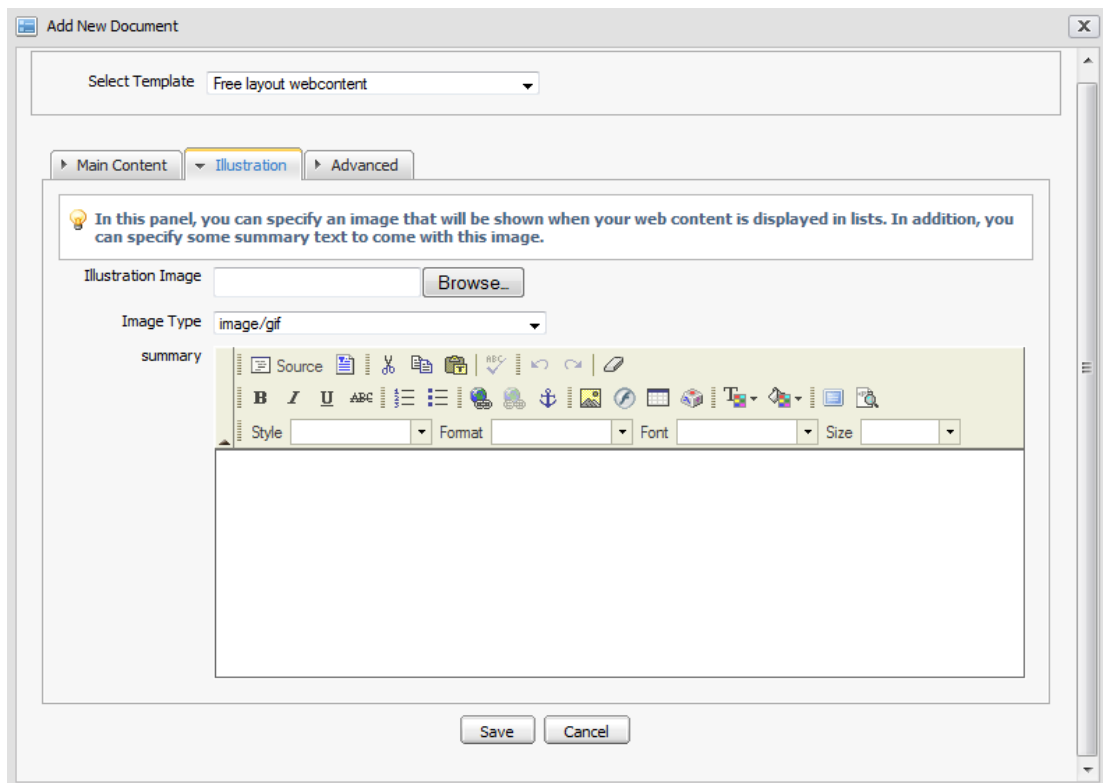 Add New Document
Select Template Free layout webcontent
Main Content Illustration Advanced
In this panel, you can specify an image that will be shown when your web content is displayed in lists. In addition, you
can specify some summary text to come with this image.
Illustration Image Browse...
Image Type image/gif
summary
Source ABC
B I U ABC
Style Format Font Size
Save Cancel